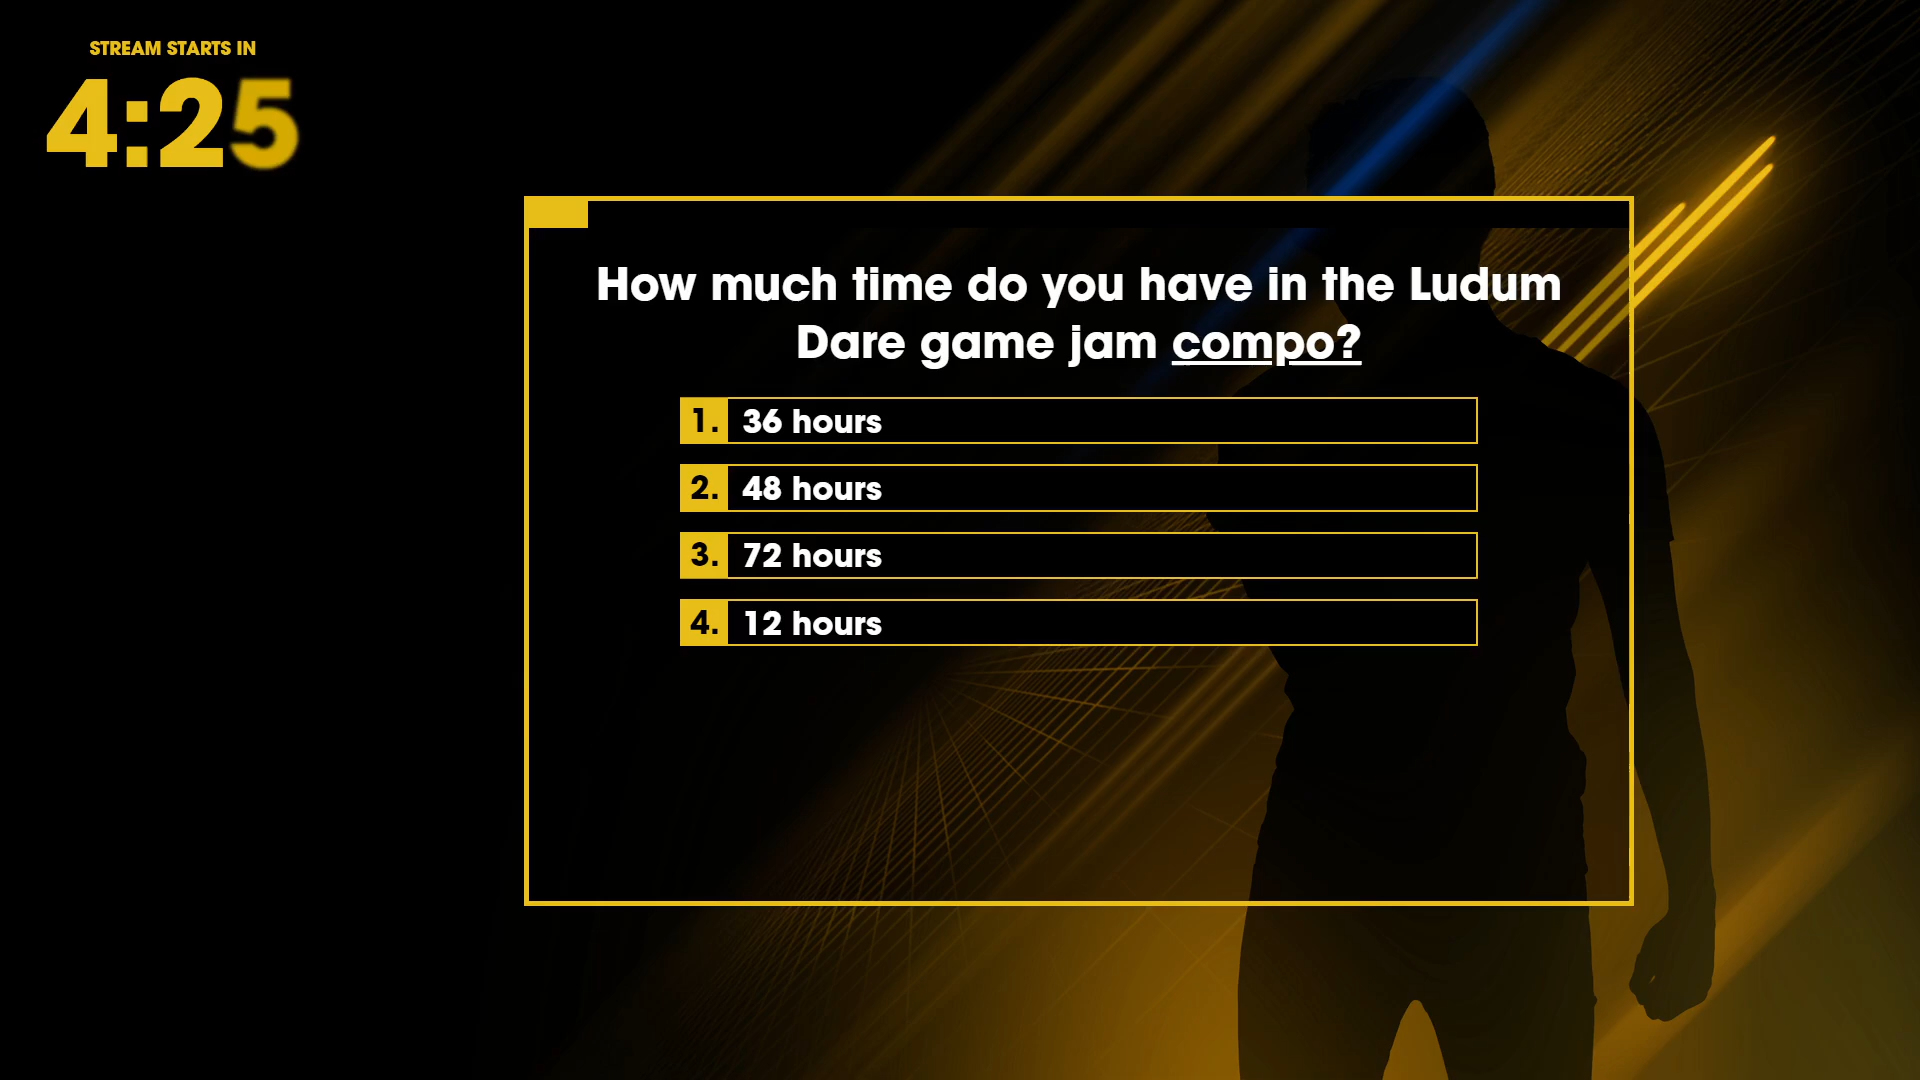 STREAM STARTS IN
4:25
How much time do you have in the Ludum
Dare game jam compo?
1. 36 hours
2. 48 hours
3. 72 hours
4. 12 hours